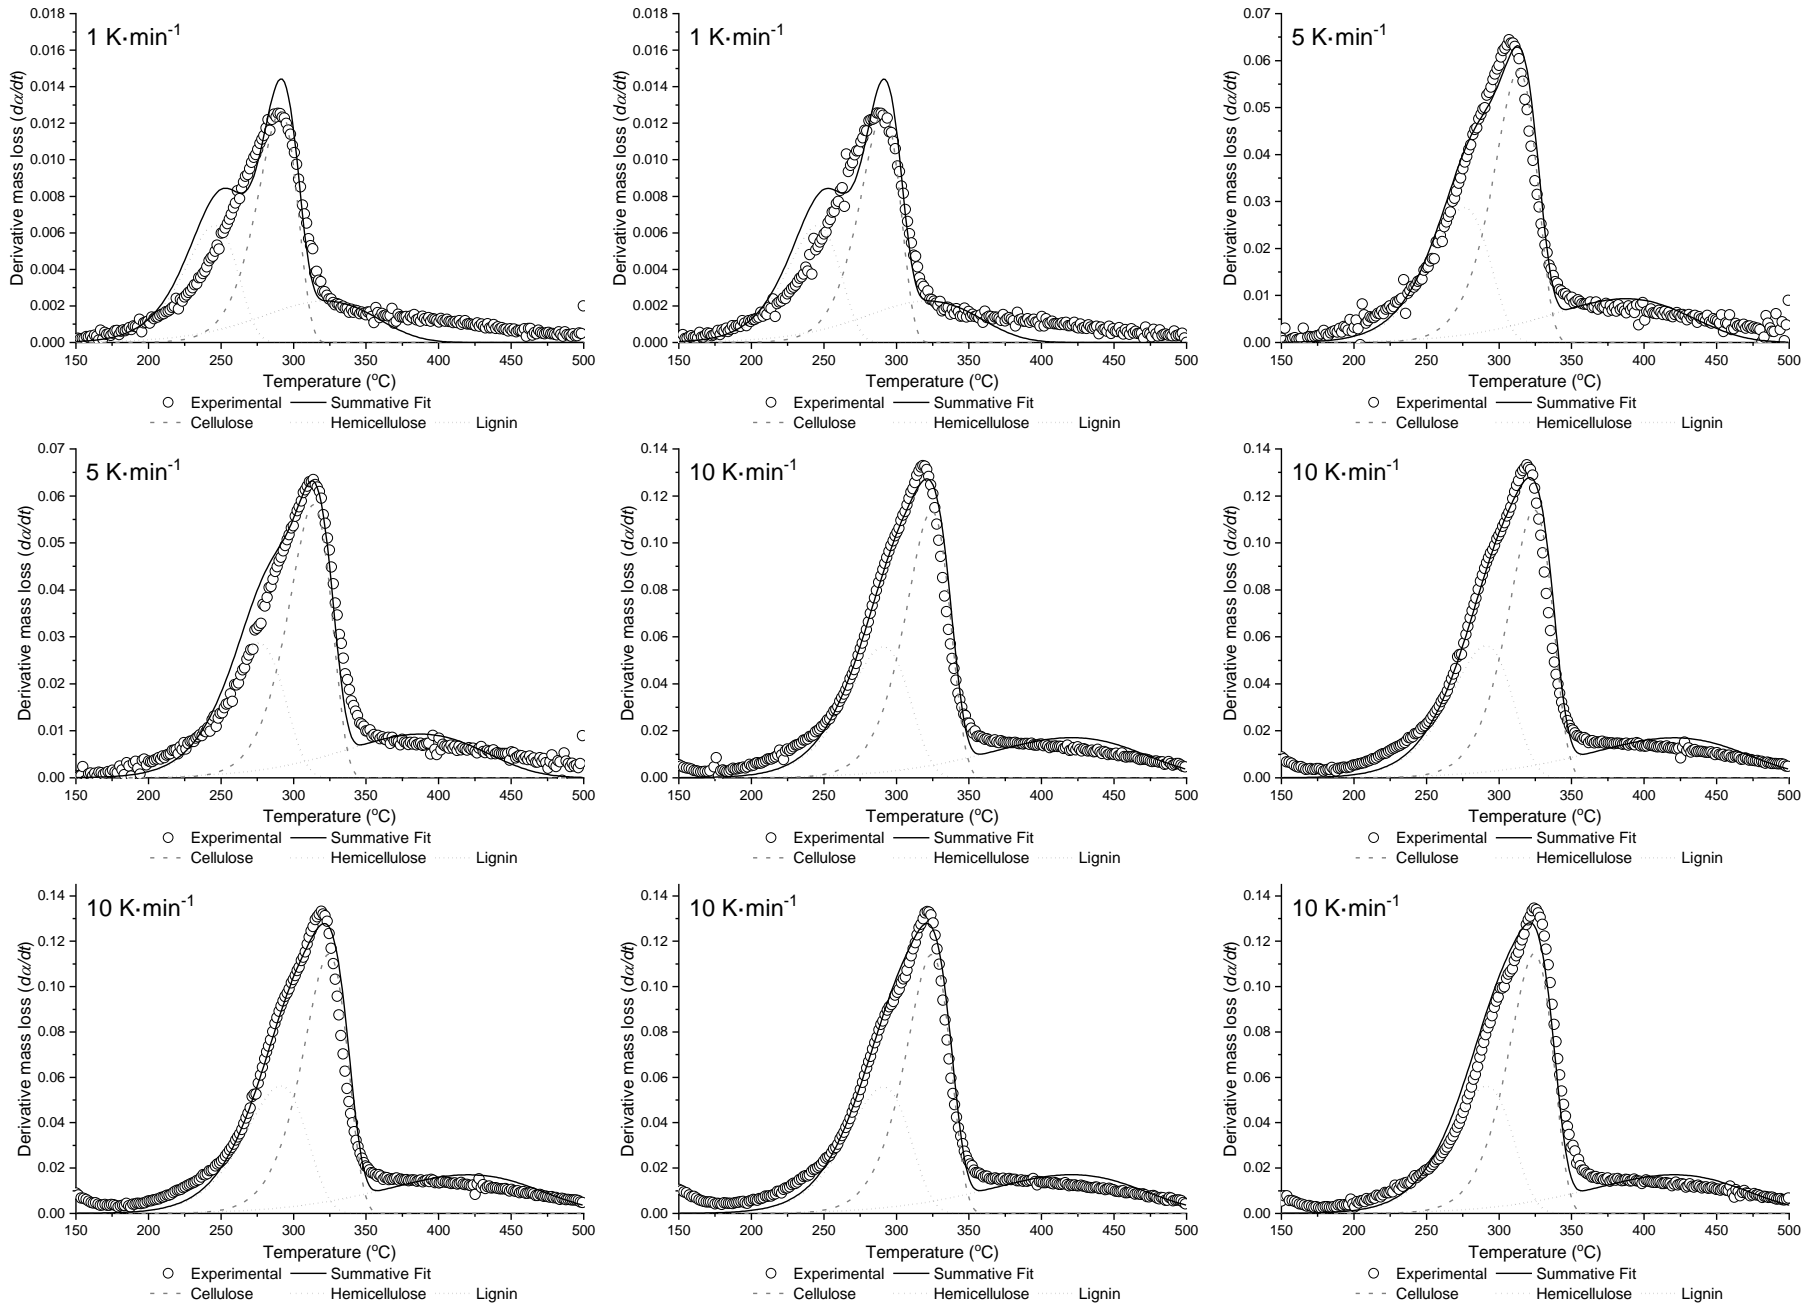 1 K·min⁻¹
Derivative mass loss (dα/dt)
0.018
0.016
0.014
0.012
0.010
0.008
0.006
0.004
0.002
0.000
150 200 250 300 350 400 450 500
Temperature (°C)
Experimental Summative Fit
Cellulose Hemicellulose Lignin
1 K·min⁻¹
Derivative mass loss (dα/dt)
0.018
0.016
0.014
0.012
0.010
0.008
0.006
0.004
0.002
0.000
150 200 250 300 350 400 450 500
Temperature (°C)
Experimental Summative Fit
Cellulose Hemicellulose Lignin
5 K·min⁻¹
Derivative mass loss (dα/dt)
0.07
0.06
0.05
0.04
0.03
0.02
0.01
0.00
150 200 250 300 350 400 450 500
Temperature (°C)
Experimental Summative Fit
Cellulose Hemicellulose Lignin
5 K·min⁻¹
Derivative mass loss (dα/dt)
0.07
0.06
0.05
0.04
0.03
0.02
0.01
0.00
150 200 250 300 350 400 450 500
Temperature (°C)
Experimental Summative Fit
Cellulose Hemicellulose Lignin
10 K·min⁻¹
Derivative mass loss (dα/dt)
0.14
0.12
0.10
0.08
0.06
0.04
0.02
0.00
150 200 250 300 350 400 450 500
Temperature (°C)
Experimental Summative Fit
Cellulose Hemicellulose Lignin
10 K·min⁻¹
Derivative mass loss (dα/dt)
0.14
0.12
0.10
0.08
0.06
0.04
0.02
0.00
150 200 250 300 350 400 450 500
Temperature (°C)
Experimental Summative Fit
Cellulose Hemicellulose Lignin
10 K·min⁻¹
Derivative mass loss (dα/dt)
0.14
0.12
0.10
0.08
0.06
0.04
0.02
0.00
150 200 250 300 350 400 450 500
Temperature (°C)
Experimental Summative Fit
Cellulose Hemicellulose Lignin
10 K·min⁻¹
Derivative mass loss (dα/dt)
0.14
0.12
0.10
0.08
0.06
0.04
0.02
0.00
150 200 250 300 350 400 450 500
Temperature (°C)
Experimental Summative Fit
Cellulose Hemicellulose Lignin
10 K·min⁻¹
Derivative mass loss (dα/dt)
0.14
0.12
0.10
0.08
0.06
0.04
0.02
0.00
150 200 250 300 350 400 450 500
Temperature (°C)
Experimental Summative Fit
Cellulose Hemicellulose Lignin